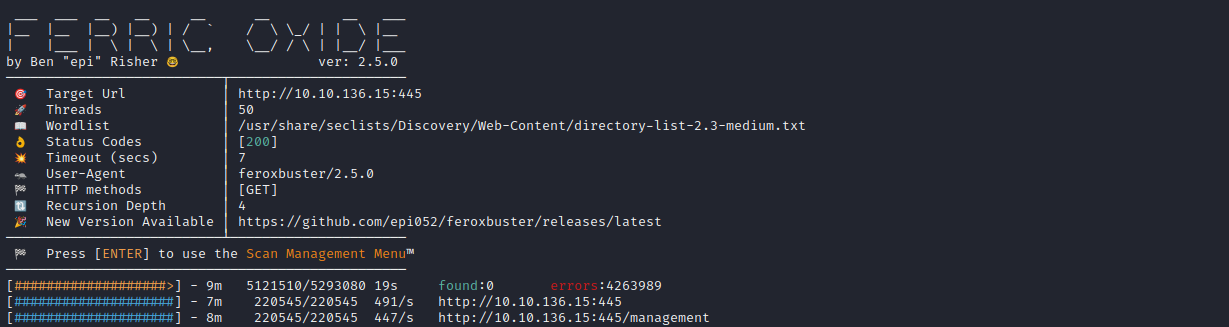 FERRIC OXIDE
by Ben "epi" Risher 🤓 ver: 2.5.0
🎯 Target Url │ http://10.10.136.15:445
🚀 Threads │ 50
📖 Wordlist │ /usr/share/seclists/Discovery/Web-Content/directory-list-2.3-medium.txt
👌 Status Codes │ [200]
💥 Timeout (secs) │ 7
🦡 User-Agent │ feroxbuster/2.5.0
🏁 HTTP methods │ [GET]
🔃 Recursion Depth │ 4
🎉 New Version Available │ https://github.com/epi052/feroxbuster/releases/latest
🏁 Press [ENTER] to use the Scan Management Menu™
[###################>] - 9m 5121510/5293080 19s found:0 errors:4263989
[####################] - 7m 220545/220545 491/s http://10.10.136.15:445
[####################] - 8m 220545/220545 447/s http://10.10.136.15:445/management